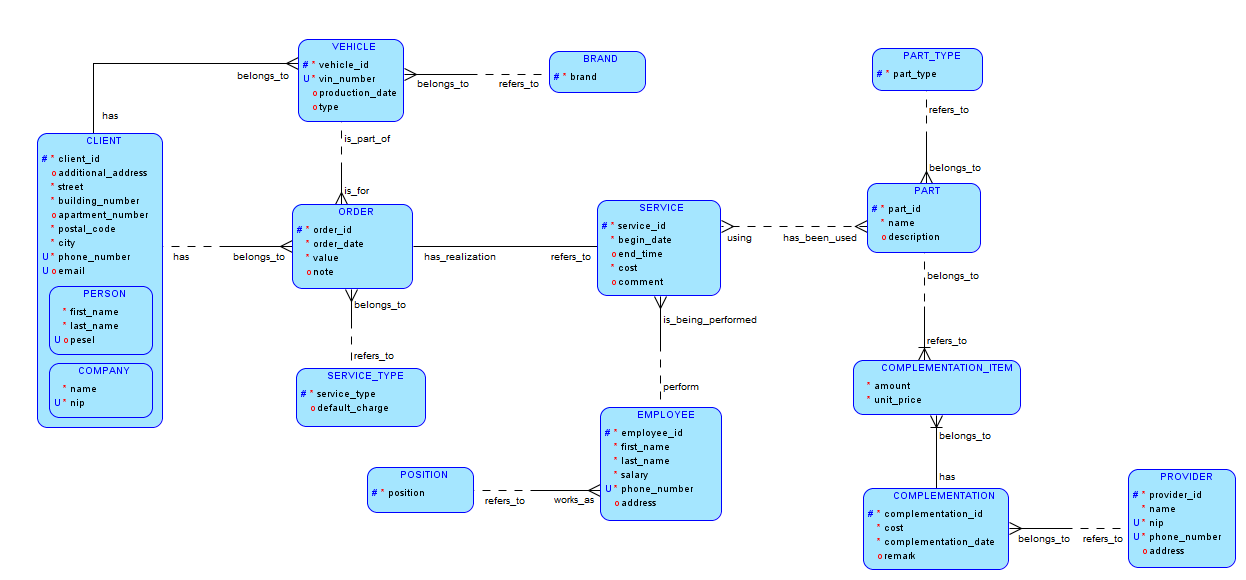 VEHICLE
# * vehicle_id
U * vin_number
o production_date
o type
belongs_to
has
belongs_to
refers_to
BRAND
# * brand
PART_TYPE
# * part_type
refers_to
belongs_to
is_part_of
is_for
CLIENT
# * client_id
o additional_address
* street
* building_number
o apartment_number
* postal_code
* city
U * phone_number
U o email
PERSON
* first_name
* last_name
U o pesel
COMPANY
* name
U * nip
has
belongs_to
ORDER
# * order_id
* order_date
* value
o note
has_realization
refers_to
SERVICE
# * service_id
* begin_date
o end_time
* cost
o comment
using
has_been_used
PART
# * part_id
* name
o description
belongs_to
refers_to
belongs_to
refers_to
SERVICE_TYPE
# * service_type
o default_charge
is_being_performed
perform
COMPLEMENTATION_ITEM
* amount
* unit_price
belongs_to
has
EMPLOYEE
# * employee_id
* first_name
* last_name
* salary
U * phone_number
o address
POSITION
# * position
refers_to
works_as
COMPLEMENTATION
# * complementation_id
* cost
* complementation_date
o remark
belongs_to
refers_to
PROVIDER
# * provider_id
* name
U * nip
U * phone_number
o address